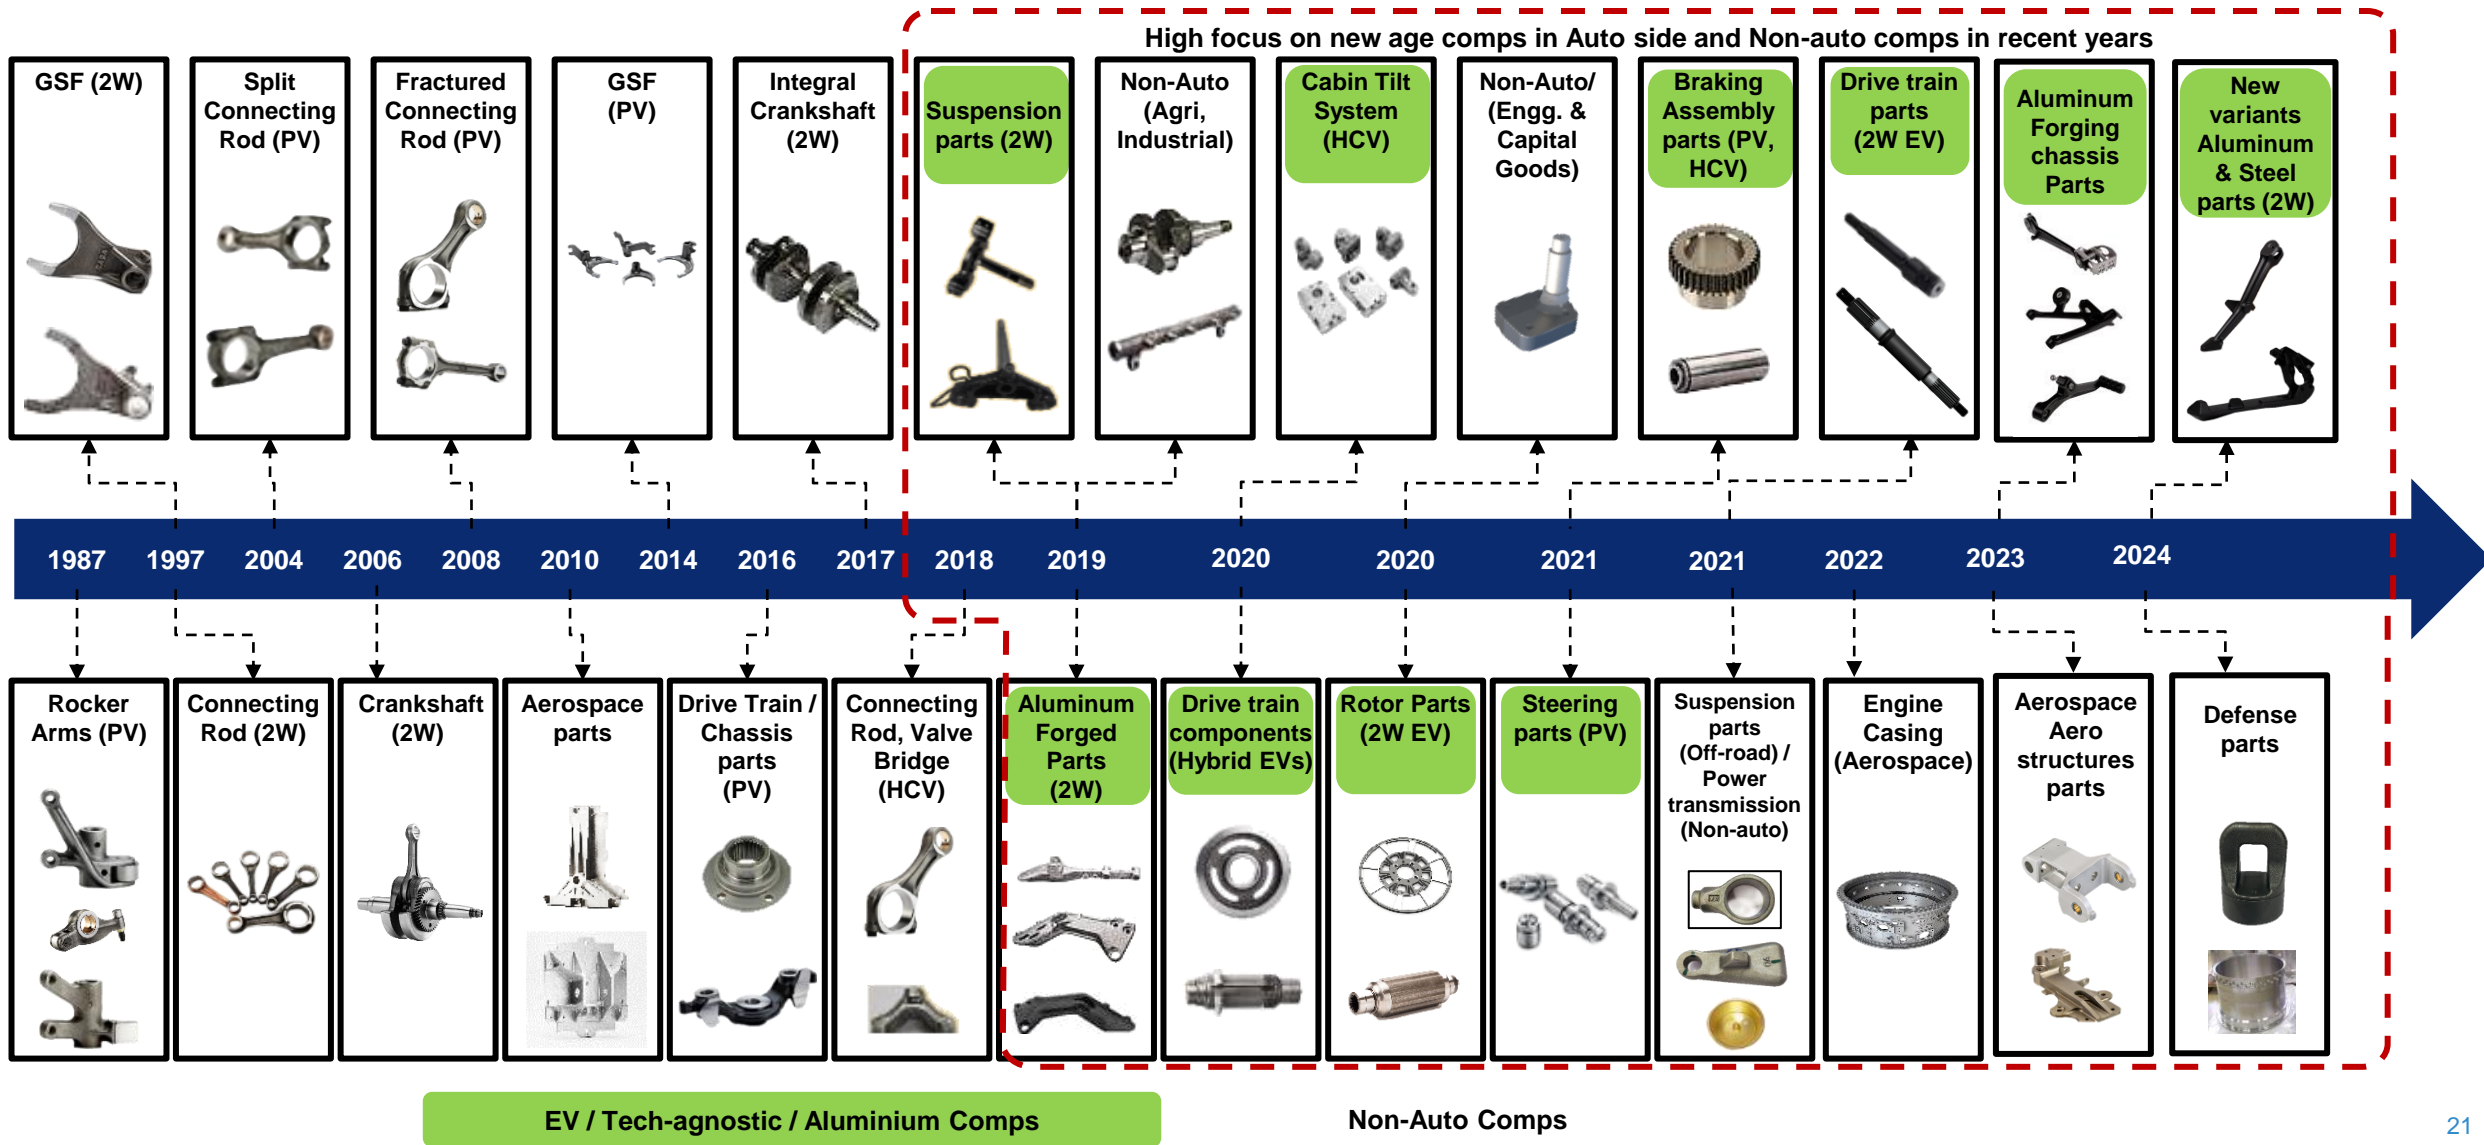 High focus on new age comps in Auto side and Non-auto comps in recent years
GSF (2W)
Split
Connecting
Rod (PV)
Fractured
Connecting
Rod (PV)
GSF
(PV)
Integral
Crankshaft
(2W)
Suspension
parts (2W)
Non-Auto
(Agri,
Industrial)
Cabin Tilt
System
(HCV)
Non-Auto/
(Engg. &
Capital
Goods)
Braking
Assembly
parts (PV,
HCV)
Drive train
parts
(2W EV)
Aluminum
Forging
chassis
Parts
New
variants
Aluminum
& Steel
parts (2W)
1987 1997 2004 2006 2008 2010 2014 2016 2017 2018 2019 2020 2020 2021 2021 2022 2023 2024
Rocker
Arms (PV)
Connecting
Rod (2W)
Crankshaft
(2W)
Aerospace
parts
Drive Train /
Chassis
parts
(PV)
Connecting
Rod, Valve
Bridge
(HCV)
Aluminum
Forged
Parts
(2W)
Drive train
components
(Hybrid EVs)
Rotor Parts
(2W EV)
Steering
parts (PV)
Suspension
parts
(Off-road) /
Power
transmission
(Non-auto)
Engine
Casing
(Aerospace)
Aerospace
Aero
structures
parts
Defense
parts
EV / Tech-agnostic / Aluminium Comps
Non-Auto Comps
21